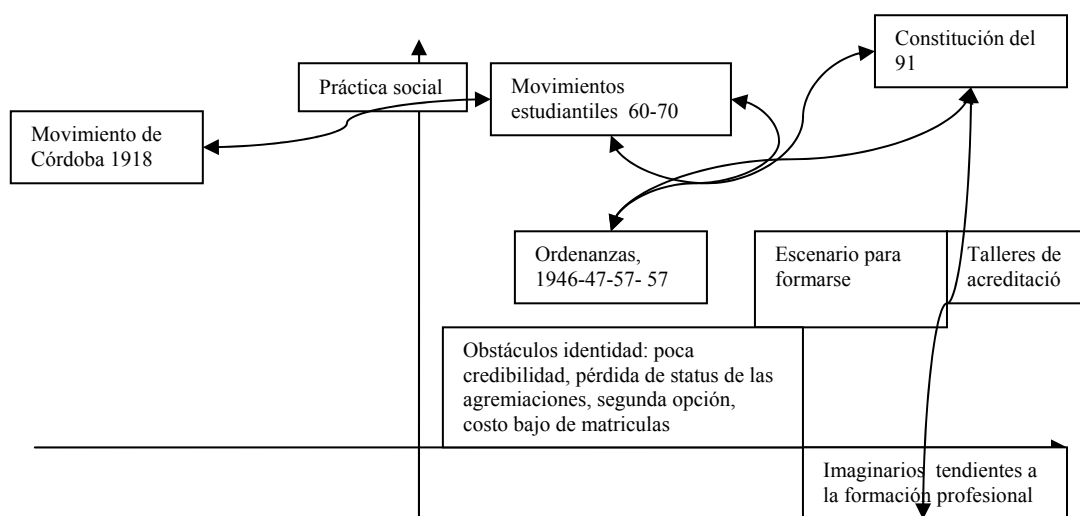 Constitución del
91
Práctica social
Movimientos
estudiantiles 60-70
Movimiento de
Córdoba 1918
Ordenanzas,
1946-47-57- 57
Escenario para
formarse
Talleres de
acreditació
Obstáculos identidad: poca
credibilidad, pérdida de status de las
agremiaciones, segunda opción,
costo bajo de matriculas
Imaginarios tendientes a
la formación profesional